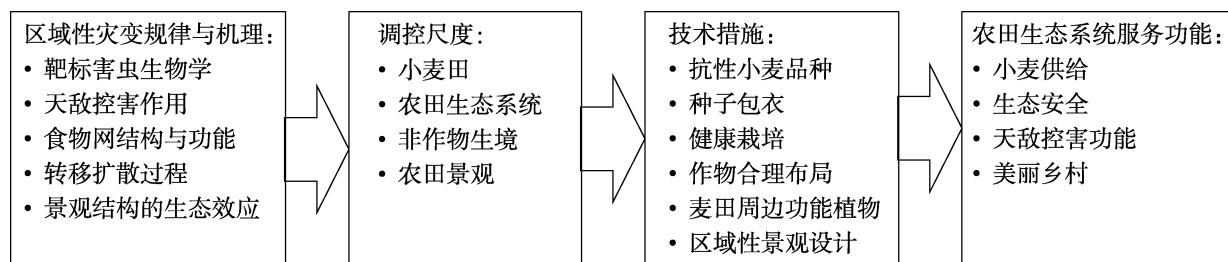 区域性灾变规律与机理：
• 靶标害虫生物学
• 天敌控害作用
• 食物网结构与功能
• 转移扩散过程
• 景观结构的生态效应
调控尺度：
• 小麦田
• 农田生态系统
• 非作物生境
• 农田景观
技术措施：
• 抗性小麦品种
• 种子包衣
• 健康栽培
• 作物合理布局
• 麦田周边功能植物
• 区域性景观设计
农田生态系统服务功能：
• 小麦供给
• 生态安全
• 天敌控害功能
• 美丽乡村